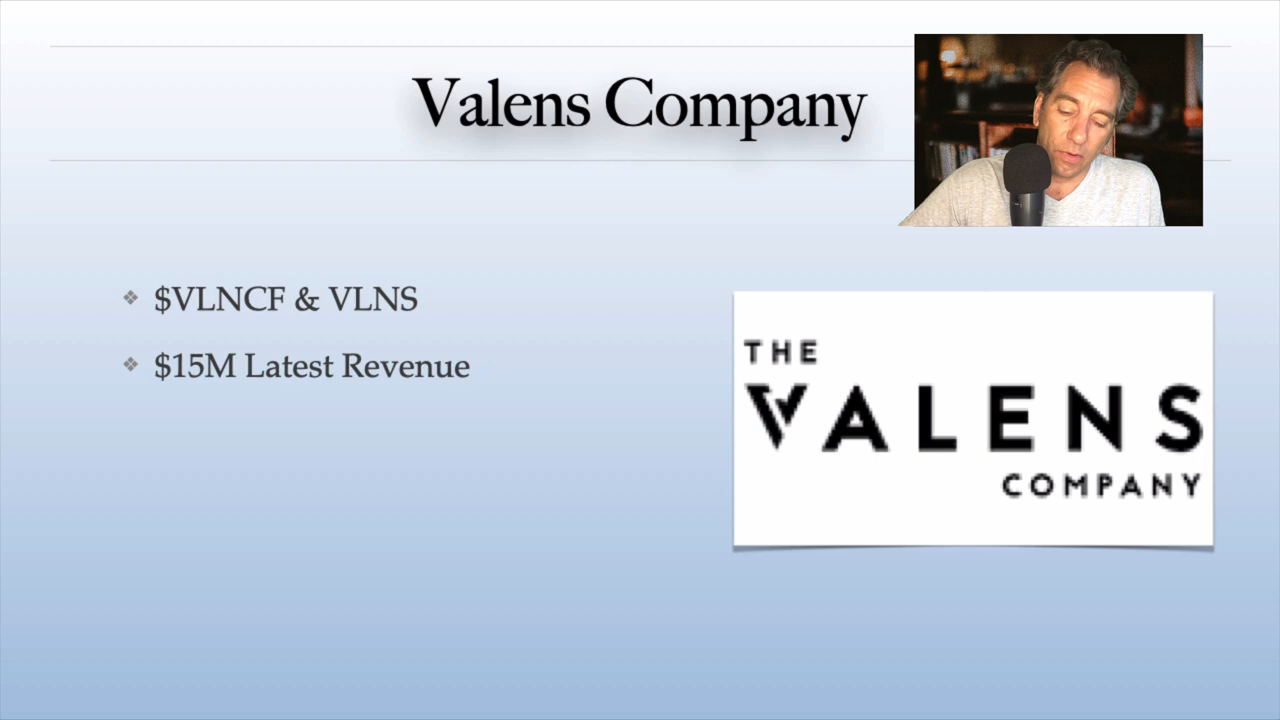 Valens Company
$VLNCF & VLNS
$15M Latest Revenue
THE
VALENS
COMPANY